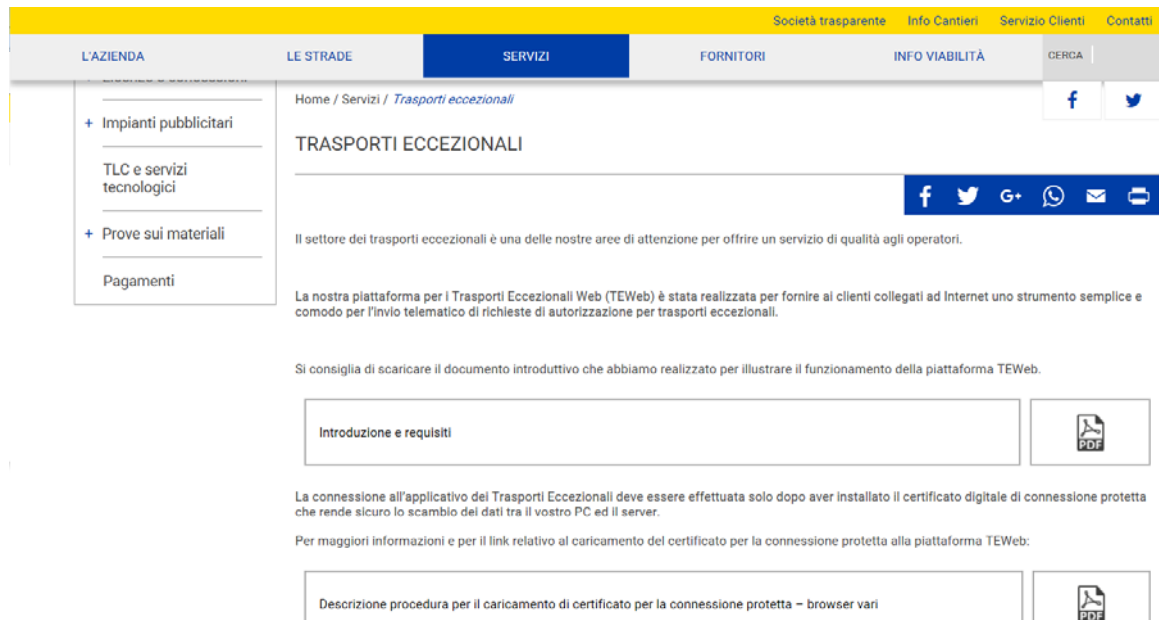 Società trasparente Info Cantieri Servizio Clienti Contatti
L'AZIENDA LE STRADE SERVIZI FORNITORI INFO VIABILITÀ CERCA
+ Impianti pubblicitari
TLC e servizi
tecnologici
+ Prove sui materiali
Pagamenti
Home / Servizi / Trasporti eccezionali
TRASPORTI ECCEZIONALI
Il settore dei trasporti eccezionali è una delle nostre aree di attenzione per offrire un servizio di qualità agli operatori.
La nostra piattaforma per i Trasporti Eccezionali Web (TEWeb) è stata realizzata per fornire ai clienti collegati ad Internet uno strumento semplice e
comodo per l'invio telematico di richieste di autorizzazione per trasporti eccezionali.
Si consiglia di scaricare il documento introduttivo che abbiamo realizzato per illustrare il funzionamento della piattaforma TEWeb.
Introduzione e requisiti
PDF
La connessione all'applicativo dei Trasporti Eccezionali deve essere effettuata solo dopo aver installato il certificato digitale di connessione protetta
che rende sicuro lo scambio dei dati tra il vostro PC ed il server.
Per maggiori informazioni e per il link relativo al caricamento del certificato per la connessione protetta alla piattaforma TEWeb:
Descrizione procedura per il caricamento di certificato per la connessione protetta – browser vari
PDF